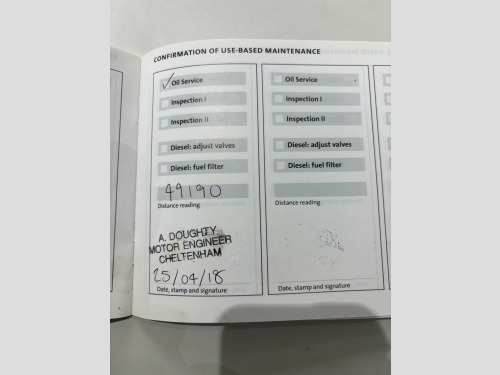 CONFIRMATION OF USE-BASED MAINTENANCE
✓ Oil Service
Inspection I
Inspection II
Diesel: adjust valves
Diesel: fuel filter
49190
Distance reading
A. DOUGHTY
MOTOR ENGINEER
CHELTENHAM
25/04/18
Date, stamp and signature
Oil Service
Inspection I
Inspection II
Diesel: adjust valves
Diesel: fuel filter
Distance reading
Date, stamp and signature